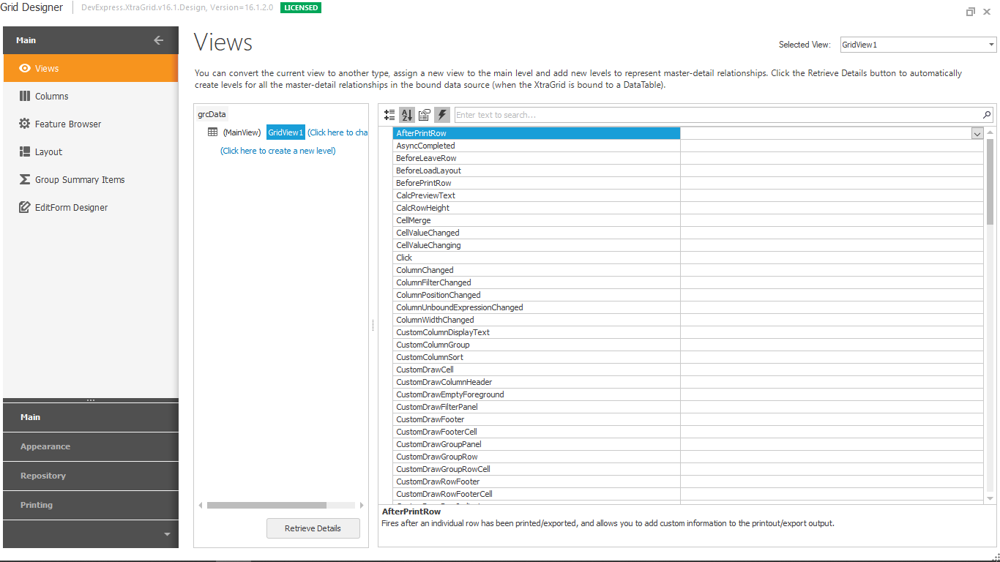 Grid Designer
DevExpress.XtraGrid.v16.1.Design, Version=16.1.2.0
LICENSED
Main
Views
Columns
Feature Browser
Layout
Group Summary Items
EditForm Designer
Main
Appearance
Repository
Printing
Views
Selected View:
GridView1
You can convert the current view to another type, assign a new view to the main level and add new levels to represent master-detail relationships. Click the Retrieve Details button to automatically
create levels for all the master-detail relationships in the bound data source (when the XtraGrid is bound to a DataTable).
grcData
(MainView) GridView1 (Click here to cha
(Click here to create a new level)
Retrieve Details
Enter text to search...
AfterPrintRow
AsyncCompleted
BeforeLeaveRow
BeforeLoadLayout
BeforePrintRow
CalcPreviewText
CalcRowHeight
CellMerge
CellValueChanged
CellValueChanging
Click
ColumnChanged
ColumnFilterChanged
ColumnPositionChanged
ColumnUnboundExpressionChanged
ColumnWidthChanged
CustomColumnDisplayText
CustomColumnGroup
CustomColumnSort
CustomDrawCell
CustomDrawColumnHeader
CustomDrawEmptyForeground
CustomDrawFilterPanel
CustomDrawFooter
CustomDrawFooterCell
CustomDrawGroupPanel
CustomDrawGroupRow
CustomDrawGroupRowCell
CustomDrawRowFooter
CustomDrawRowFooterCell
AfterPrintRow
Fires after an individual row has been printed/exported, and allows you to add custom information to the printout/export output.